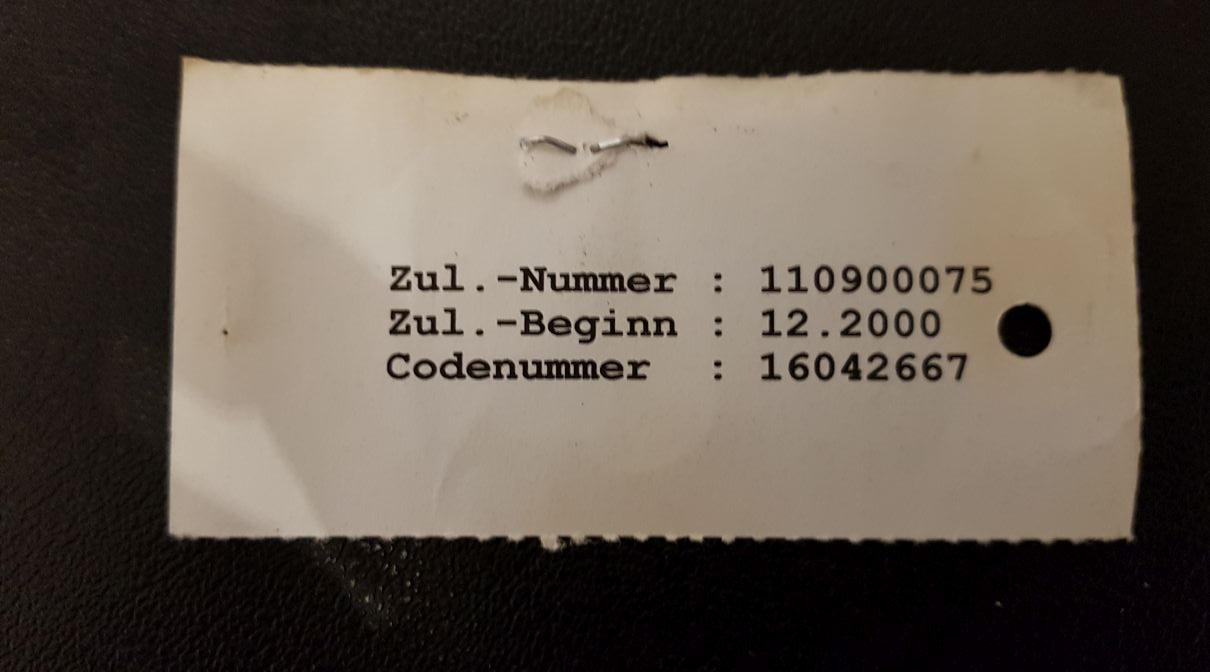 Zul.-Nummer : 110900075
Zul.-Beginn : 12.2000
Codenummer : 16042667